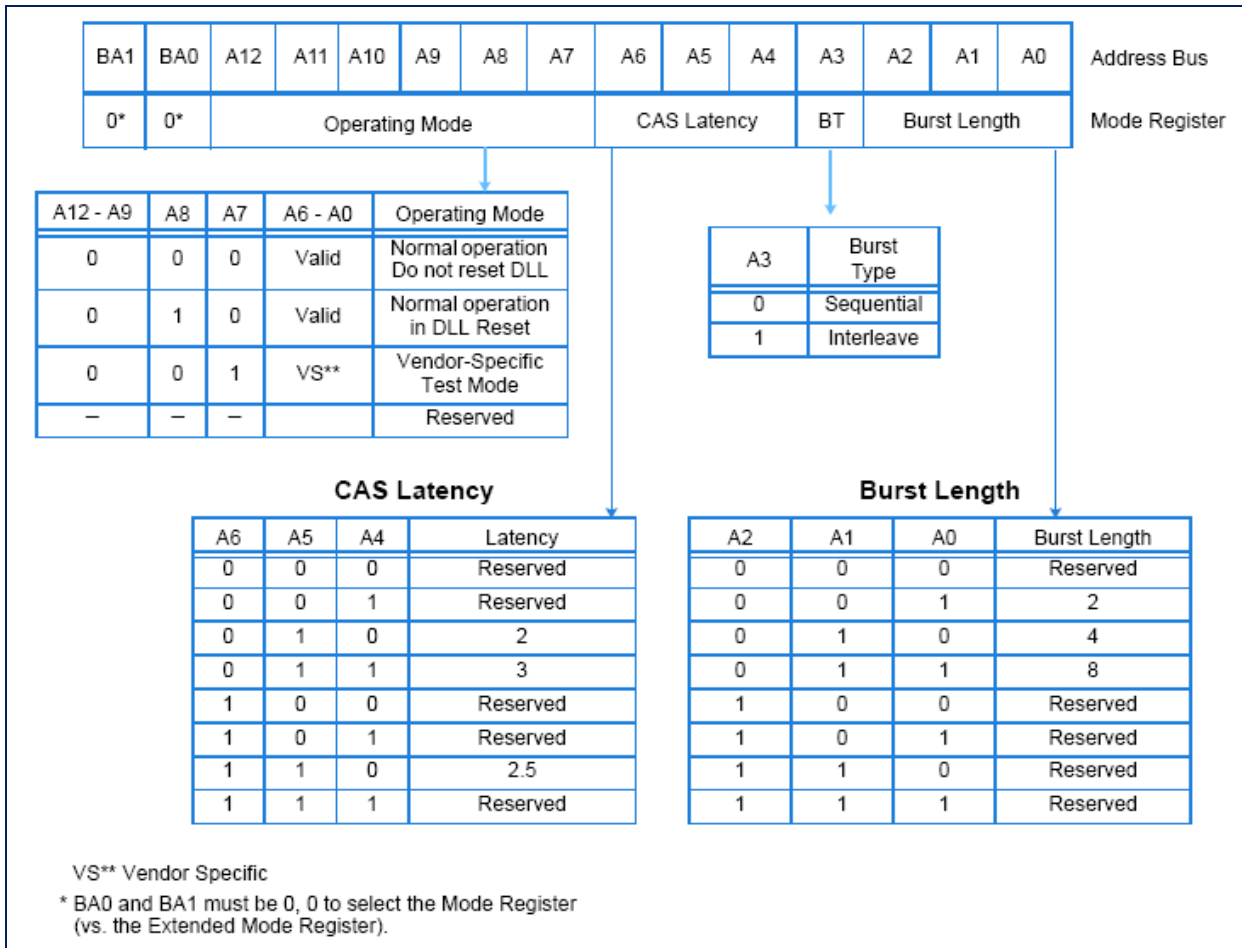 BA1 BA0 A12 A11 A10 A9 A8 A7 A6 A5 A4 A3 A2 A1 A0 Address Bus
0* 0* Operating Mode CAS Latency BT Burst Length Mode Register
A12 - A9 A8 A7 A6 - A0 Operating Mode
0 0 0 Valid Normal operation
Do not reset DLL
0 1 0 Valid Normal operation
in DLL Reset
0 0 1 VS** Vendor-Specific
Test Mode
– – – Reserved
A3 Burst
Type
0 Sequential
1 Interleave
CAS Latency
A6 A5 A4 Latency
0 0 0 Reserved
0 0 1 Reserved
0 1 0 2
0 1 1 3
1 0 0 Reserved
1 0 1 Reserved
1 1 0 2.5
1 1 1 Reserved
Burst Length
A2 A1 A0 Burst Length
0 0 0 Reserved
0 0 1 2
0 1 0 4
0 1 1 8
1 0 0 Reserved
1 0 1 Reserved
1 1 0 Reserved
1 1 1 Reserved
VS** Vendor Specific
* BA0 and BA1 must be 0, 0 to select the Mode Register
(vs. the Extended Mode Register).